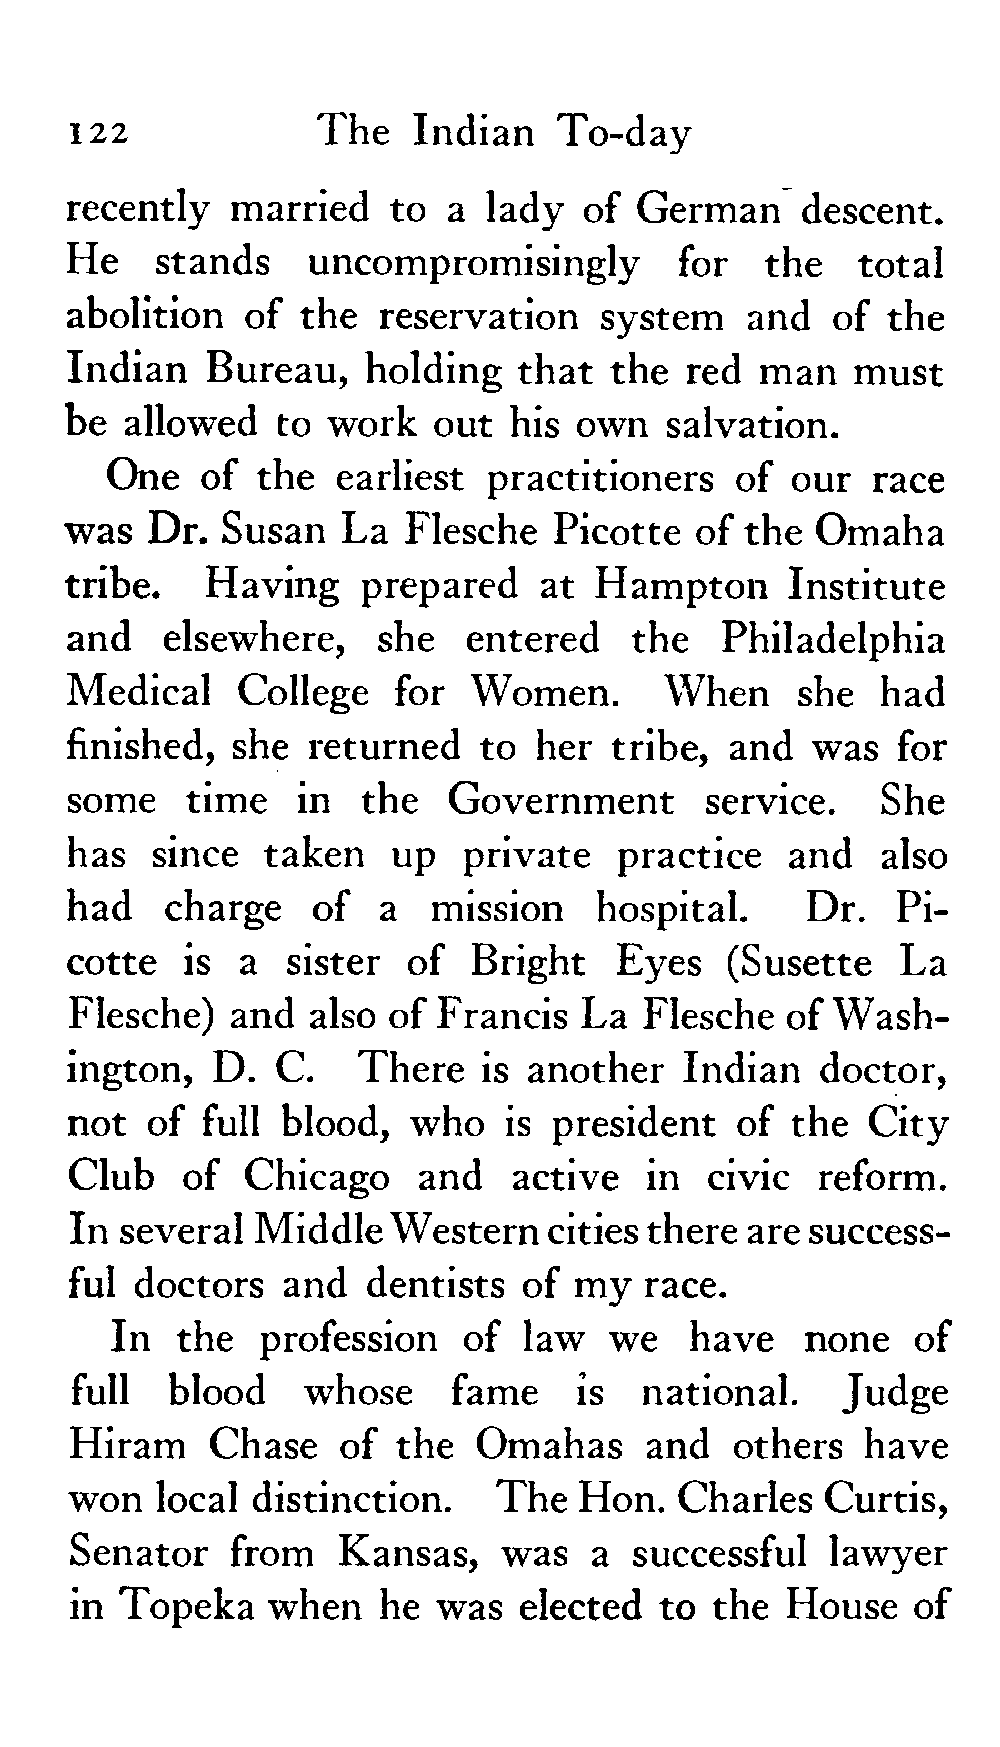 122 The Indian To-day
recently married to a lady of German descent.
He stands uncompromisingly for the total
abolition of the reservation system and of the
Indian Bureau, holding that the red man must
be allowed to work out his own salvation.
One of the earliest practitioners of our race
was Dr. Susan La Flesche Picotte of the Omaha
tribe. Having prepared at Hampton Institute
and elsewhere, she entered the Philadelphia
Medical College for Women. When she had
finished, she returned to her tribe, and was for
some time in the Government service. She
has since taken up private practice and also
had charge of a mission hospital. Dr. Pi-
cotte is a sister of Bright Eyes (Susette La
Flesche) and also of Francis La Flesche of Wash-
ington, D. C. There is another Indian doctor,
not of full blood, who is president of the City
Club of Chicago and active in civic reform.
In several Middle Western cities there are success-
ful doctors and dentists of my race.
In the profession of law we have none of
full blood whose fame is national. Judge
Hiram Chase of the Omahas and others have
won local distinction. The Hon. Charles Curtis,
Senator from Kansas, was a successful lawyer
in Topeka when he was elected to the House of